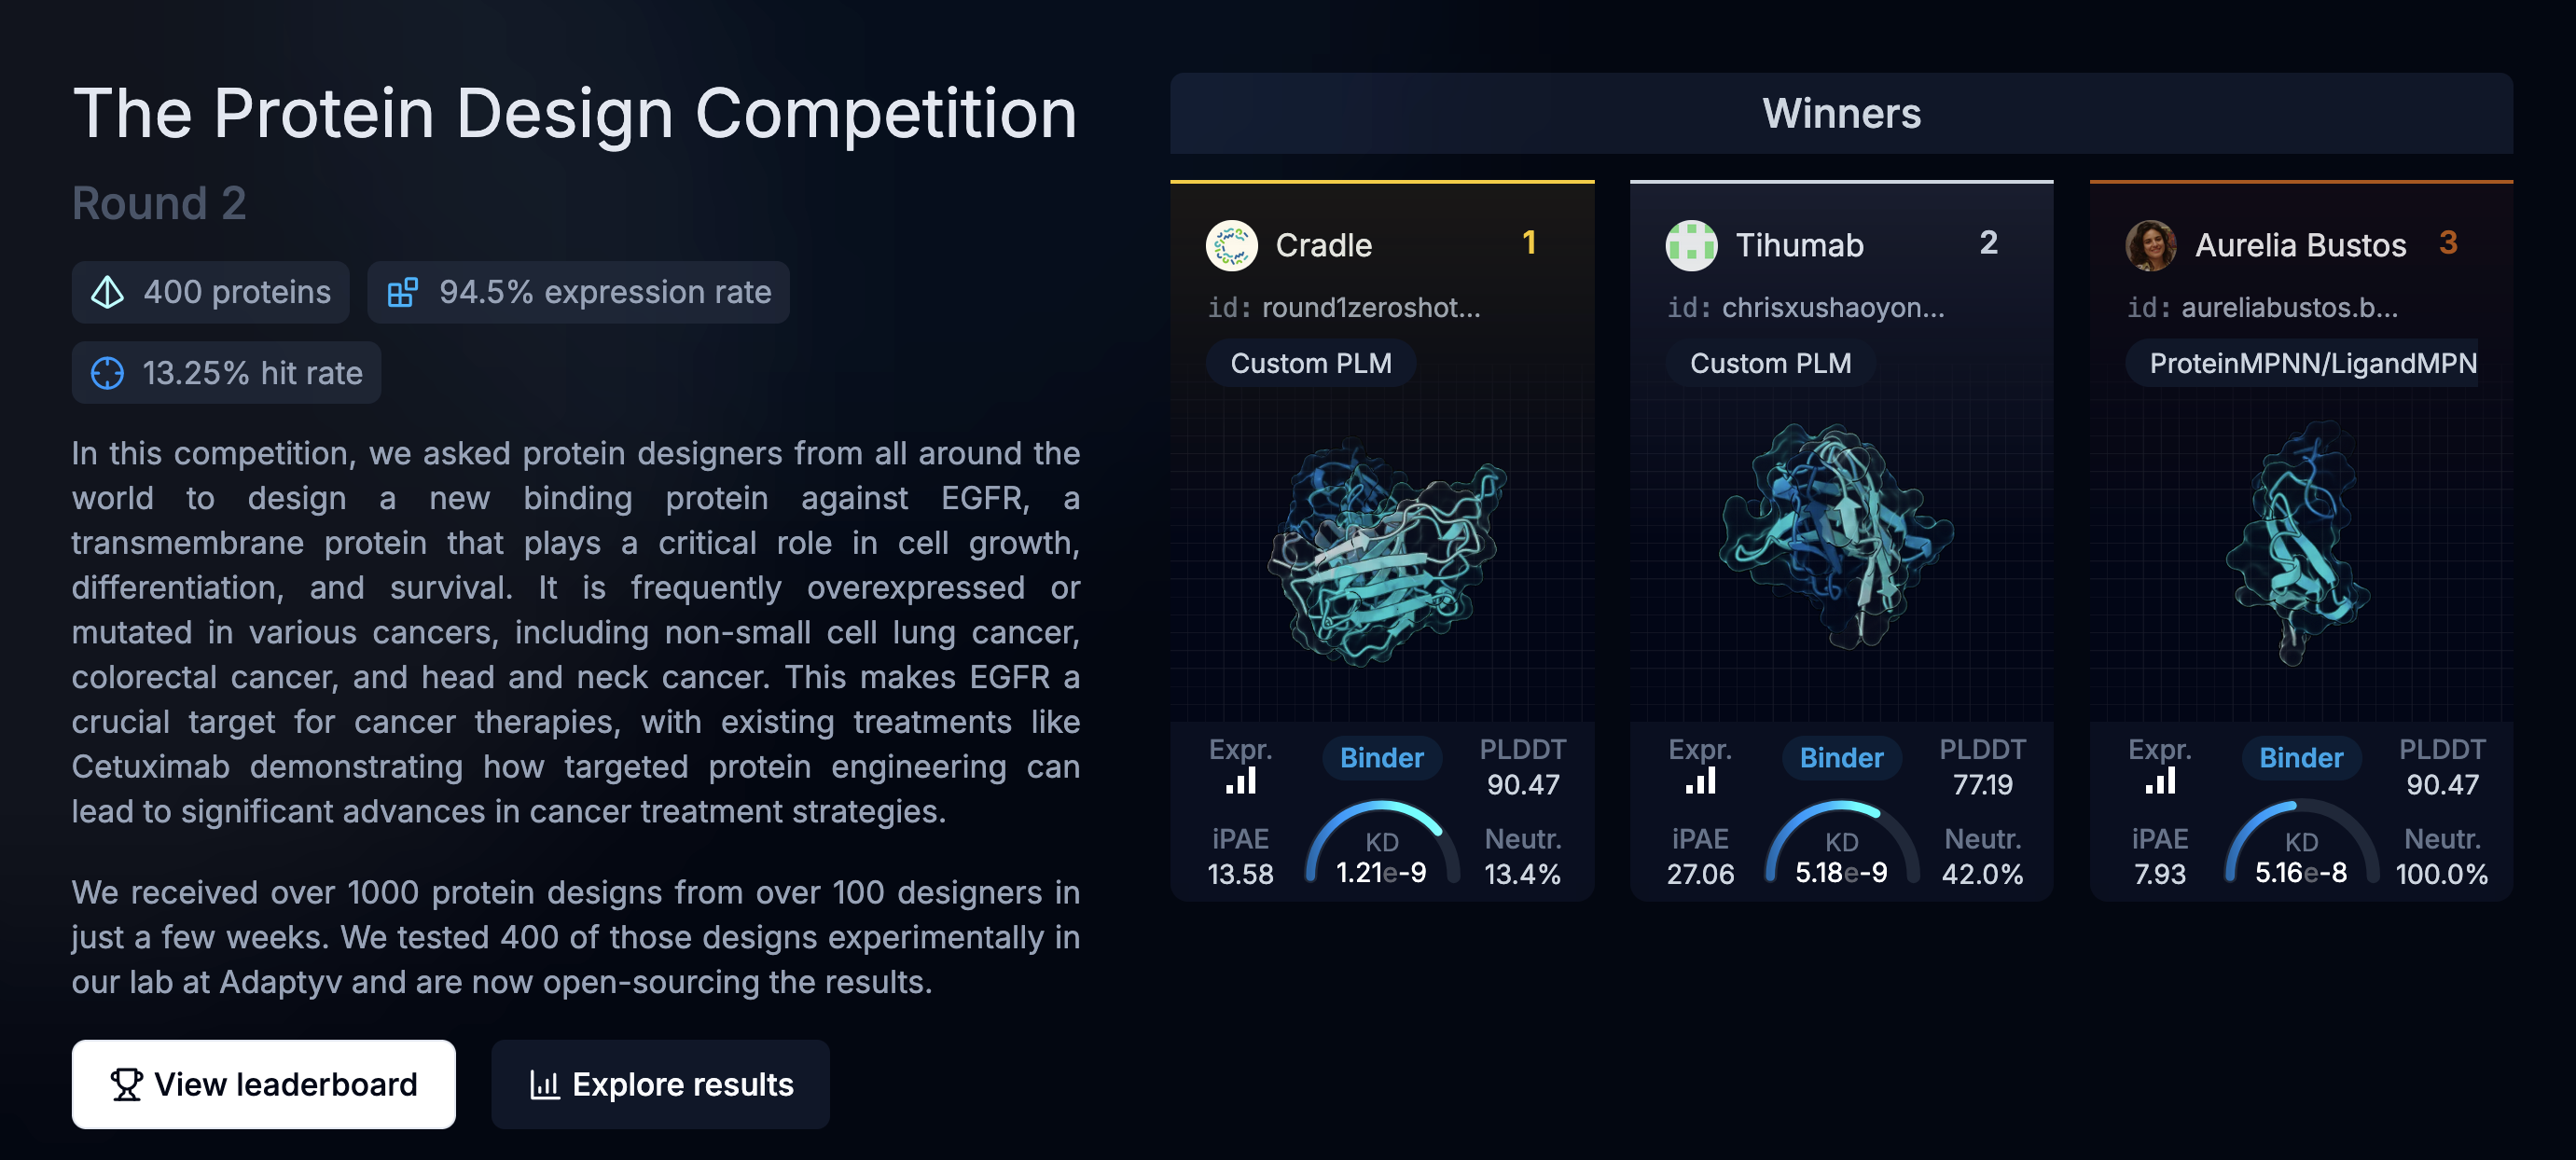 The Protein Design Competition
Round 2
400 proteins
94.5% expression rate
13.25% hit rate
In this competition, we asked protein designers from all around the
world to design a new binding protein against EGFR, a
transmembrane protein that plays a critical role in cell growth,
differentiation, and survival. It is frequently overexpressed or
mutated in various cancers, including non-small cell lung cancer,
colorectal cancer, and head and neck cancer. This makes EGFR a
crucial target for cancer therapies, with existing treatments like
Cetuximab demonstrating how targeted protein engineering can
lead to significant advances in cancer treatment strategies.
We received over 1000 protein designs from over 100 designers in
just a few weeks. We tested 400 of those designs experimentally in
our lab at Adaptyv and are now open-sourcing the results.
View leaderboard
Explore results
Winners
Cradle 1
id: round1zeroshot...
Custom PLM
Expr.
Binder
PLDDT
90.47
iPAE
13.58
KD
1.21e-9
Neutr.
13.4%
Tihumab 2
id: chrisxushaoyon...
Custom PLM
Expr.
Binder
PLDDT
77.19
iPAE
27.06
KD
5.18e-9
Neutr.
42.0%
Aurelia Bustos 3
id: aureliabustos.b...
ProteinMPNN/LigandMPN
Expr.
Binder
PLDDT
90.47
iPAE
7.93
KD
5.16e-8
Neutr.
100.0%